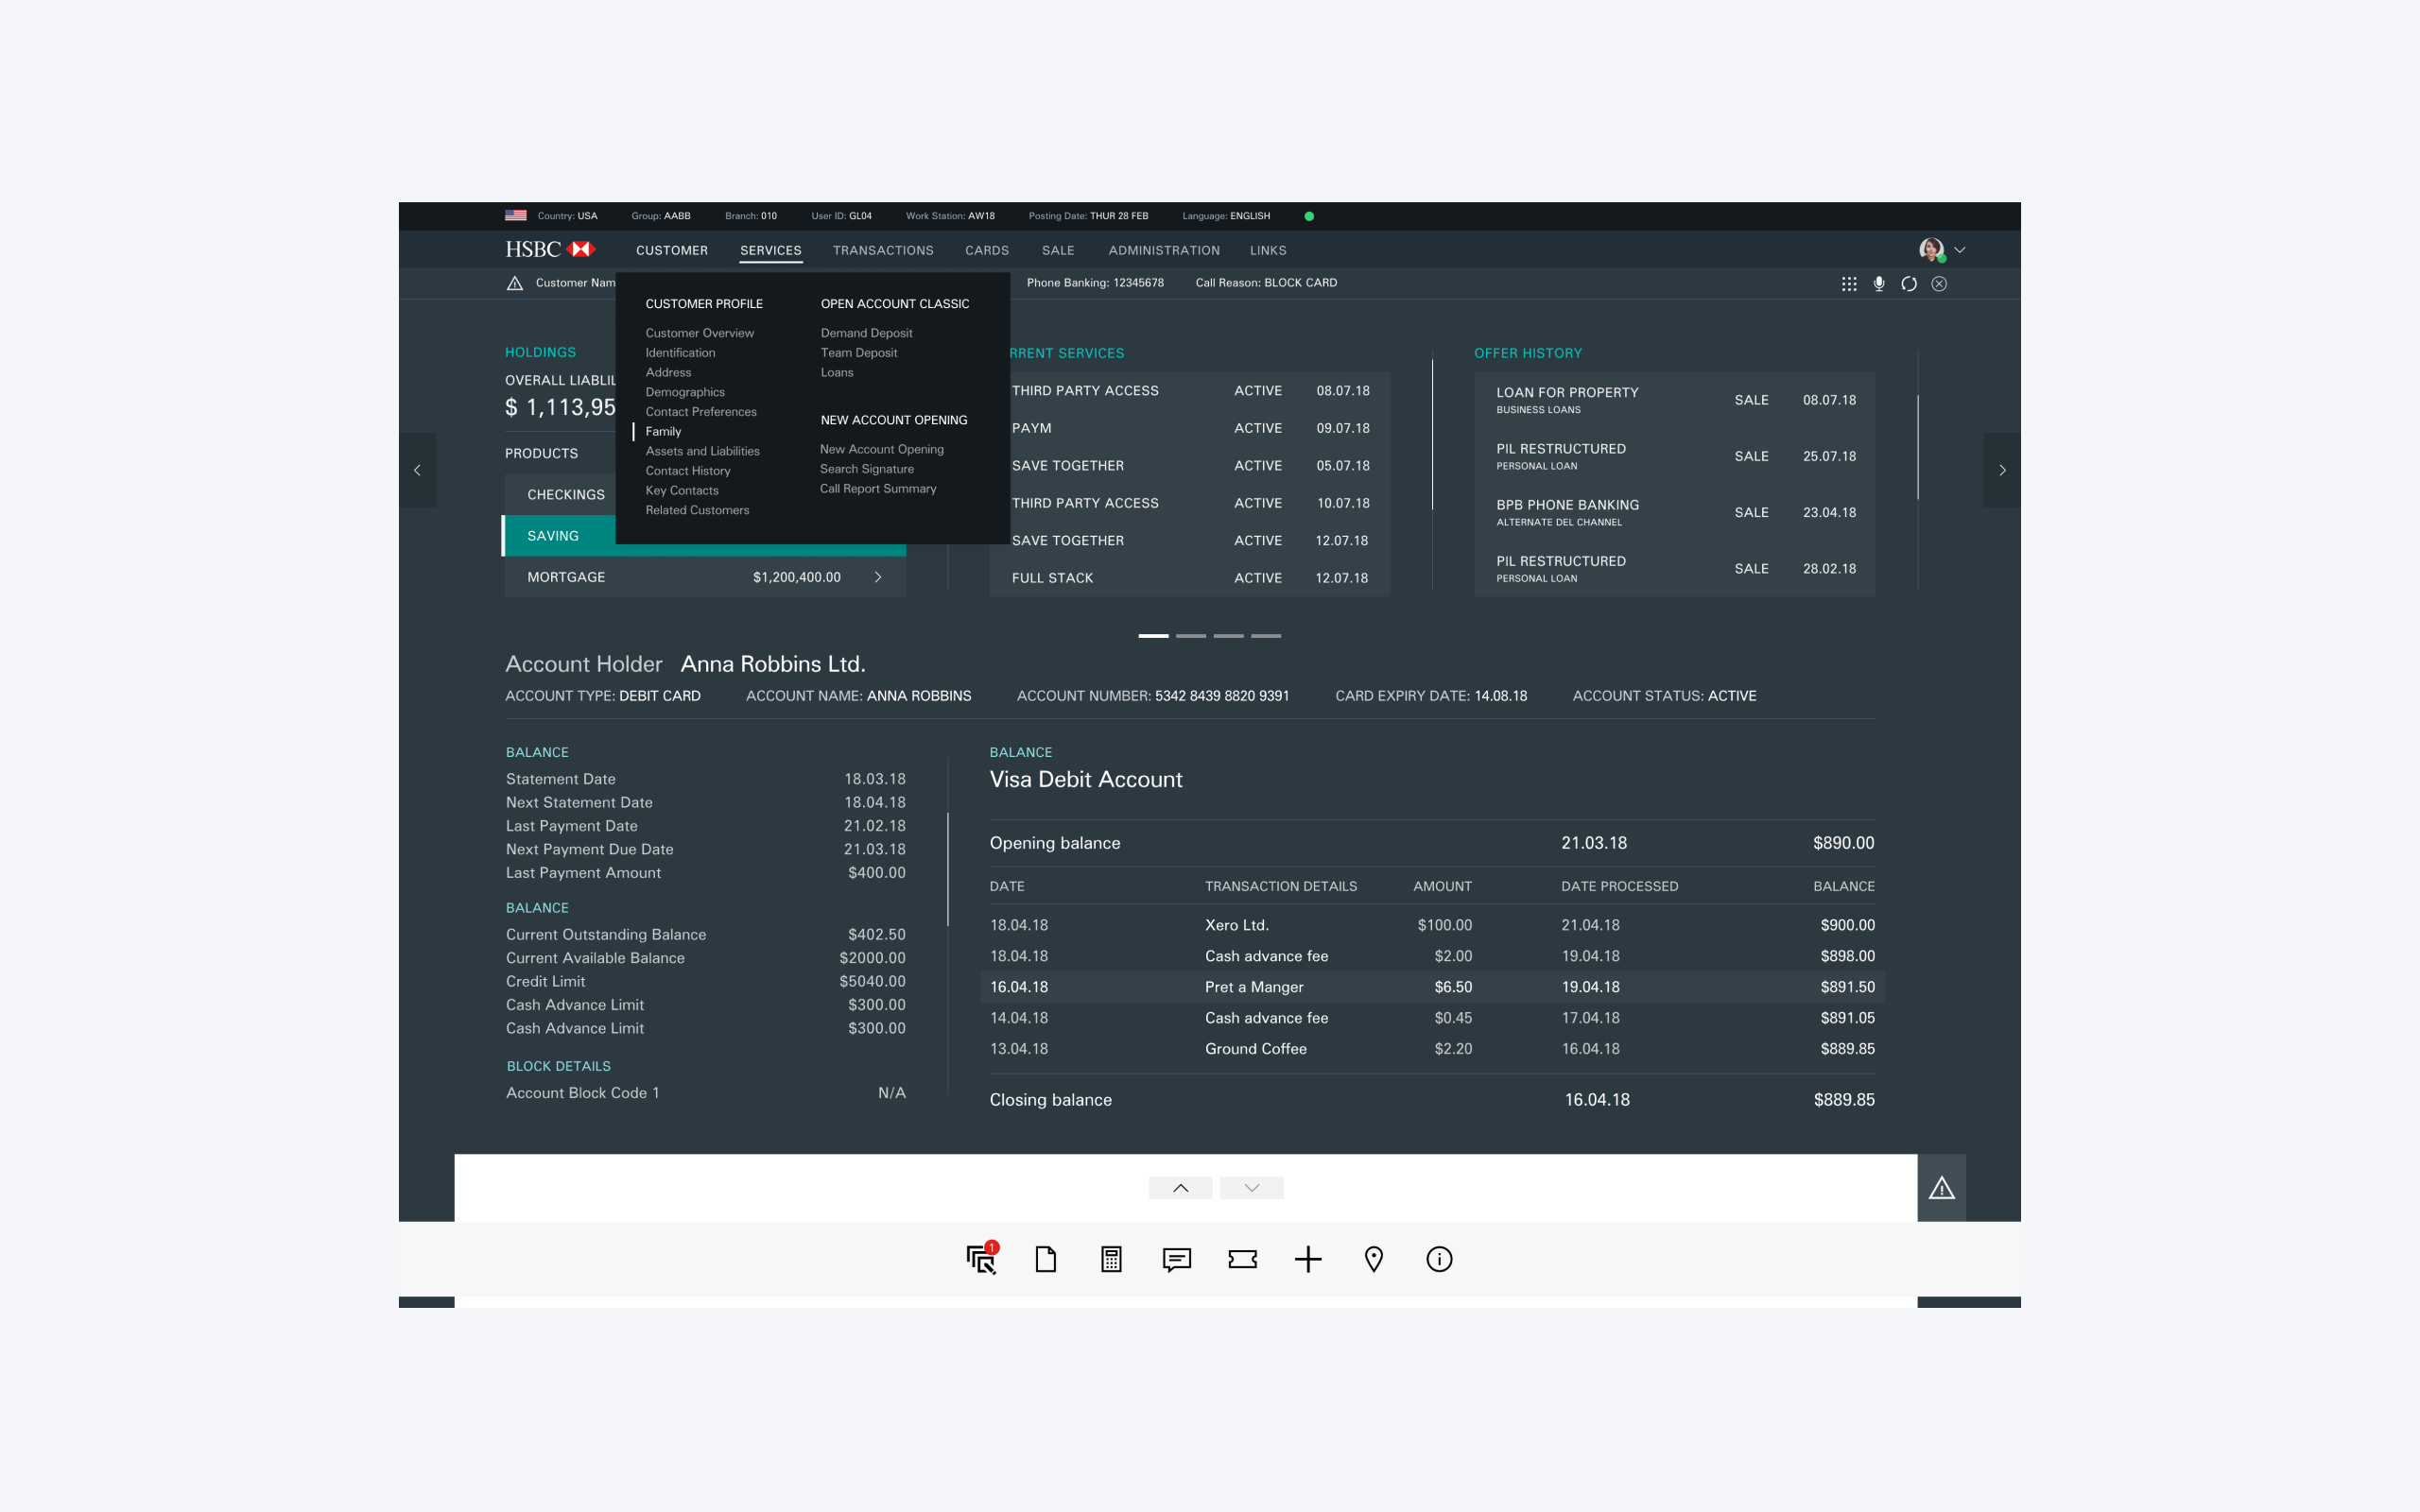 Country: USA Group: AABB Branch: 010 User ID: GL04 Work Station: AW18 Posting Date: THUR 28 FEB Language: ENGLISH
HSBC CUSTOMER SERVICES TRANSACTIONS CARDS SALE ADMINISTRATION LINKS
Customer Nam Phone Banking: 12345678 Call Reason: BLOCK CARD
CUSTOMER PROFILE
Customer Overview
Identification
Address
Demographics
Contact Preferences
Family
Assets and Liabilities
Contact History
Key Contacts
Related Customers
OPEN ACCOUNT CLASSIC
Demand Deposit
Team Deposit
Loans
NEW ACCOUNT OPENING
New Account Opening
Search Signature
Call Report Summary
HOLDINGS
OVERALL LIABLIL
$ 1,113,95
PRODUCTS
CHECKINGS
SAVING
MORTGAGE $1,200,400.00
RRENT SERVICES
THIRD PARTY ACCESS ACTIVE 08.07.18
PAYM ACTIVE 09.07.18
SAVE TOGETHER ACTIVE 05.07.18
THIRD PARTY ACCESS ACTIVE 10.07.18
SAVE TOGETHER ACTIVE 12.07.18
FULL STACK ACTIVE 12.07.18
OFFER HISTORY
LOAN FOR PROPERTY
BUSINESS LOANS
SALE 08.07.18
PIL RESTRUCTURED
PERSONAL LOAN
SALE 25.07.18
BPB PHONE BANKING
ALTERNATE DEL CHANNEL
SALE 23.04.18
PIL RESTRUCTURED
PERSONAL LOAN
SALE 28.02.18
Account Holder Anna Robbins Ltd.
ACCOUNT TYPE: DEBIT CARD ACCOUNT NAME: ANNA ROBBINS ACCOUNT NUMBER: 5342 8439 8820 9391 CARD EXPIRY DATE: 14.08.18 ACCOUNT STATUS: ACTIVE
BALANCE
Statement Date 18.03.18
Next Statement Date 18.04.18
Last Payment Date 21.02.18
Next Payment Due Date 21.03.18
Last Payment Amount $400.00
BALANCE
Current Outstanding Balance $402.50
Current Available Balance $2000.00
Credit Limit $5040.00
Cash Advance Limit $300.00
Cash Advance Limit $300.00
BLOCK DETAILS
Account Block Code 1 N/A
BALANCE
Visa Debit Account
Opening balance 21.03.18 $890.00
DATE TRANSACTION DETAILS AMOUNT DATE PROCESSED BALANCE
18.04.18 Xero Ltd. $100.00 21.04.18 $900.00
18.04.18 Cash advance fee $2.00 19.04.18 $898.00
16.04.18 Pret a Manger $6.50 19.04.18 $891.50
14.04.18 Cash advance fee $0.45 17.04.18 $891.05
13.04.18 Ground Coffee $2.20 16.04.18 $889.85
Closing balance 16.04.18 $889.85
1